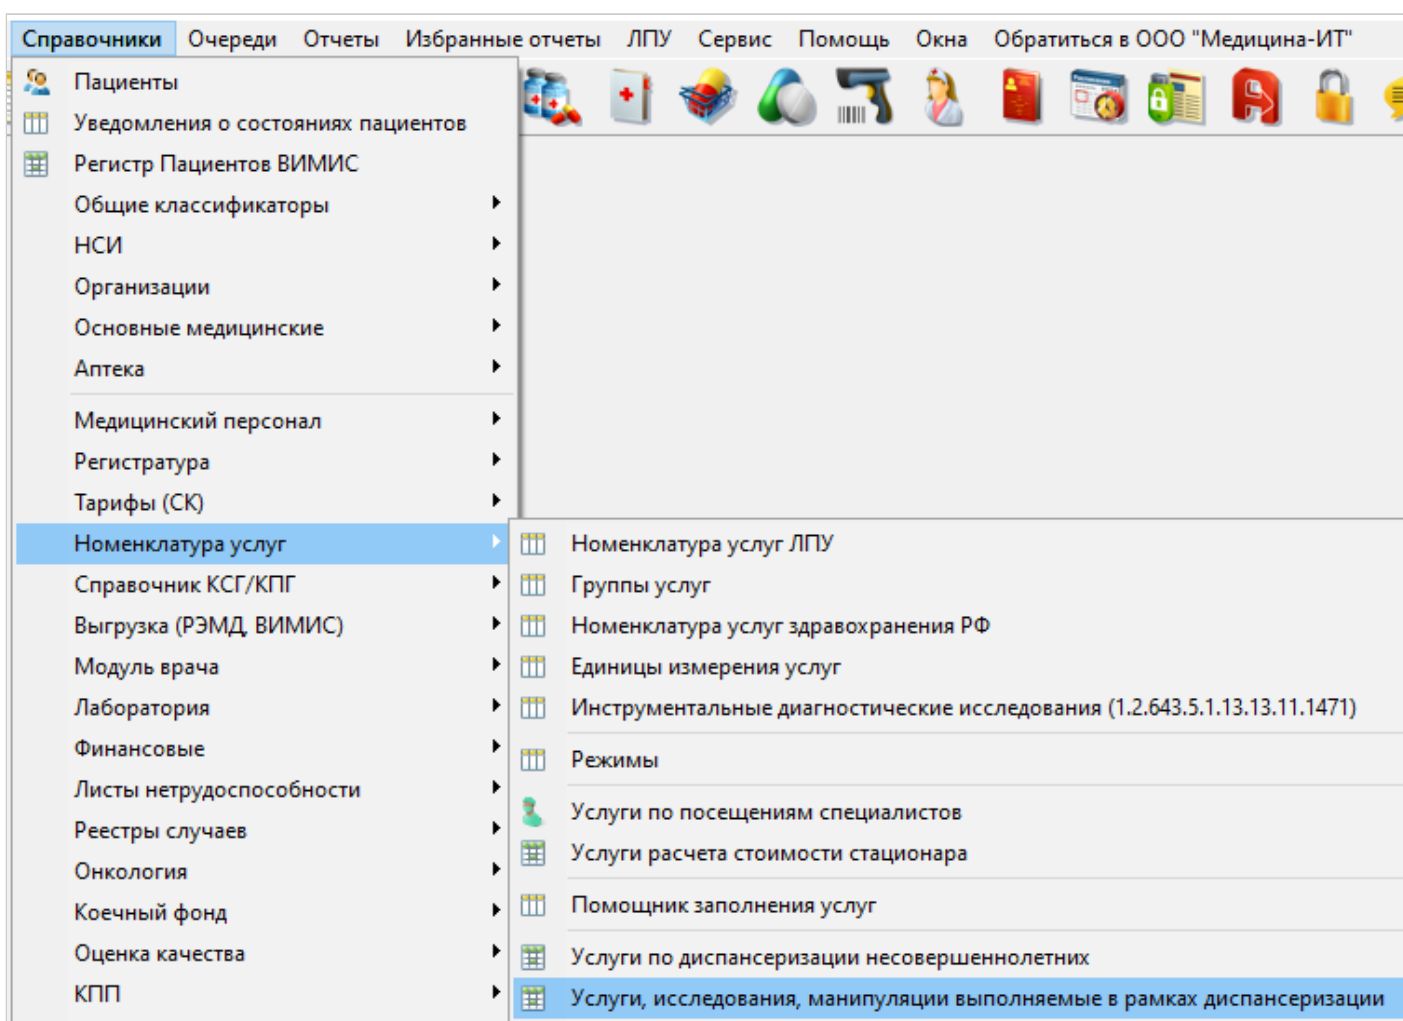 Справочники Очереди Отчеты Избранные отчеты ЛПУ Сервис Помощь Окна Обратиться в ООО "Медицина-ИТ"
Пациенты
Уведомления о состояниях пациентов
Регистр Пациентов ВИМИС
Общие классификаторы
НСИ
Организации
Основные медицинские
Аптека
Медицинский персонал
Регистратура
Тарифы (СК)
Номенклатура услуг
Справочник КСГ/КПГ
Выгрузка (РЭМД, ВИМИС)
Модуль врача
Лаборатория
Финансовые
Листы нетрудоспособности
Реестры случаев
Онкология
Коечный фонд
Оценка качества
КПП
Номенклатура услуг ЛПУ
Группы услуг
Номенклатура услуг здравохранения РФ
Единицы измерения услуг
Инструментальные диагностические исследования (1.2.643.5.1.13.13.11.1471)
Режимы
Услуги по посещениям специалистов
Услуги расчета стоимости стационара
Помощник заполнения услуг
Услуги по диспансеризации несовершеннолетних
Услуги, исследования, манипуляции выполняемые в рамках диспансеризации